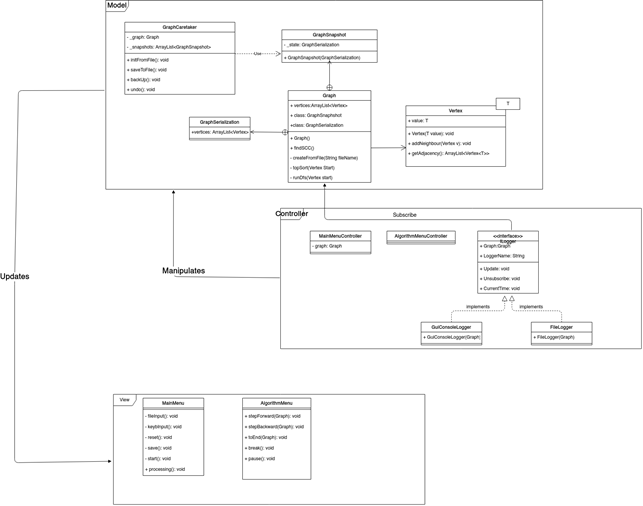 Model
GraphCaretaker
- _graph: Graph
- _snapshots: ArrayList<GraphSnapshot>
+ initFromFile(): void
+ saveToFile(): void
+ backUp(): void
+ undo(): void
Use
GraphSnapshot
- _state: GraphSerialization
+ GraphSnapshot(GraphSerialization)
GraphSerialization
+vertices: ArrayList<Vertex>
Graph
+ vertices:ArrayList<Vertex>
+ class: GraphSnapshot
+class: GraphSerialization
+ Graph()
+ findSCC()
- createFromFile(String fileName)
- topSort(Vertex Start)
- runDfs(Vertex start)
T
Vertex
+ value: T
+ Vertex(T value): void
+ addNeighbour(Vertex v): void
+ getAdjacency(): ArrayList<Vertex<T>>
Updates
Manipulates
Controller
Subscribe
MainMenuController
- graph: Graph
AlgorithmMenuController
<<Interface>>
ILogger
+ Graph:Graph
+ LoggerName: String
+ Update: void
+ Unsubscribe: void
+ CurrentTime: void
implements
implements
GuiConsoleLogger
+ GuiConsoleLogger(Graph)
FileLogger
+ FileLogger(Graph)
View
MainMenu
- fileInput(): void
- keybInput(): void
- reset(): void
- save(): void
- start(): void
+ processing(): void
AlgorithmMenu
+ stepForward(Graph): void
+ stepBackward(Graph): void
+ toEnd(Graph): void
+ break(): void
+ pause(): void